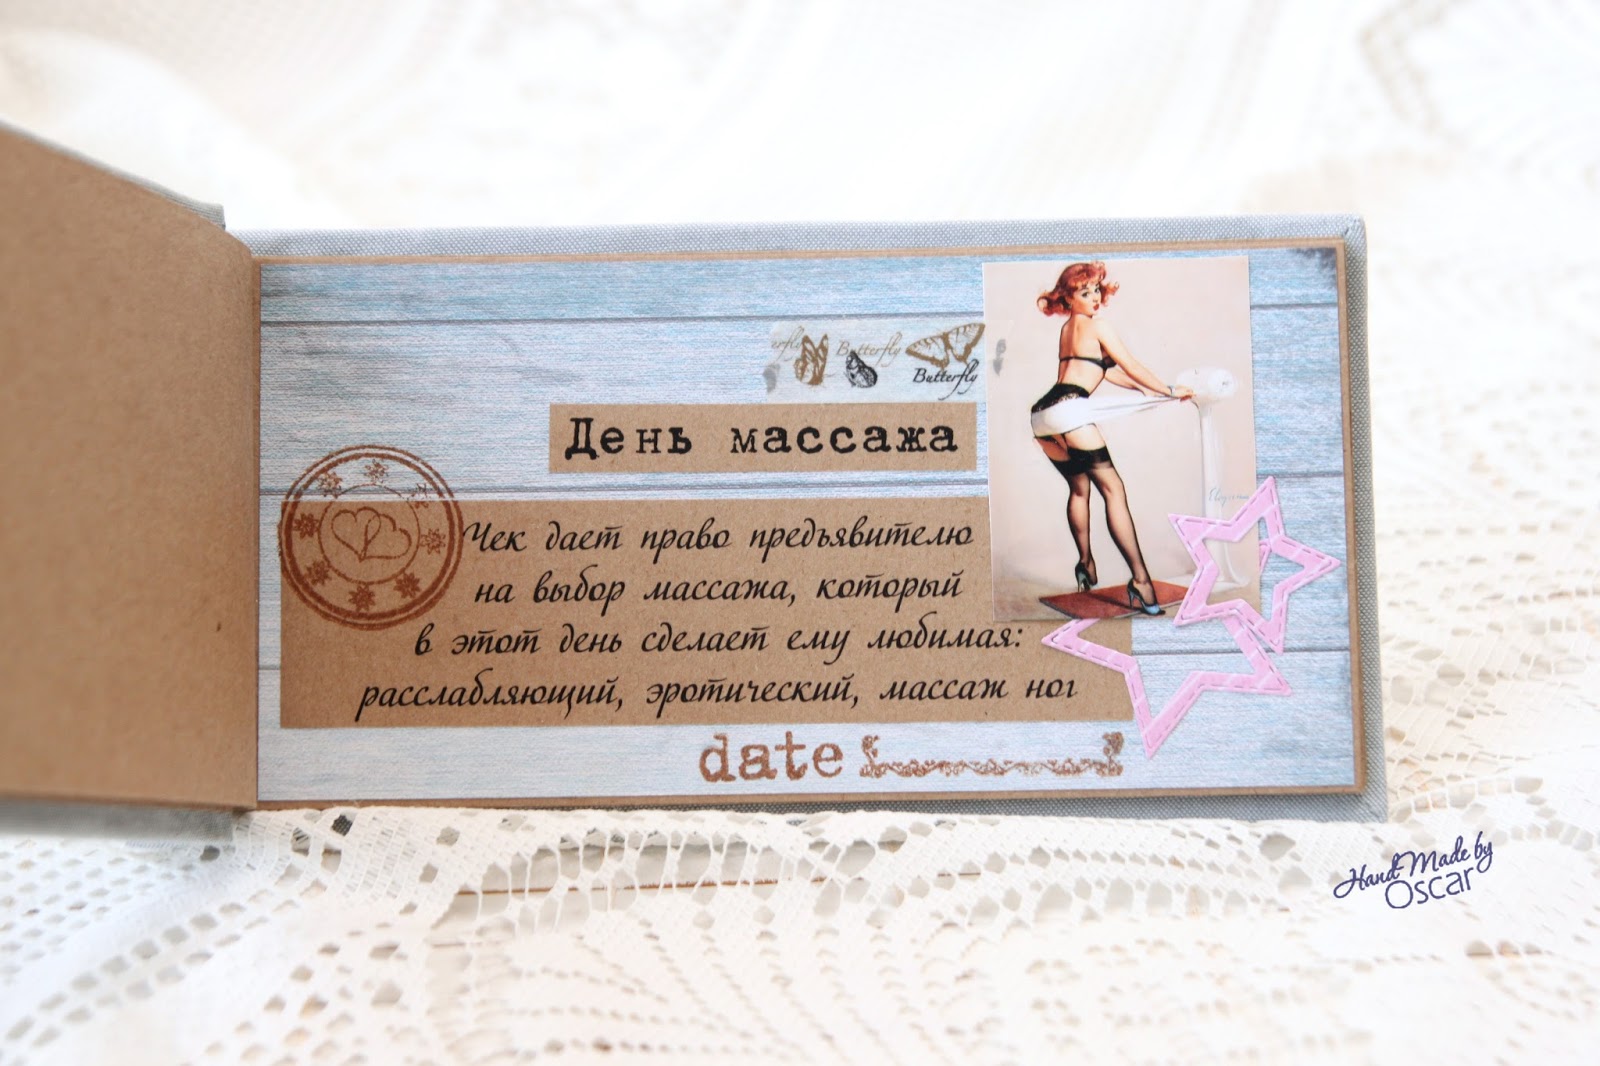 Butterfly
Butterfly
День массажа
Чек дает право предъявителю
на выбор массажа, который
в этот день сделает ему любимая:
расслабляющий, эротический, массаж ног
date
Hand Made by
Oscar